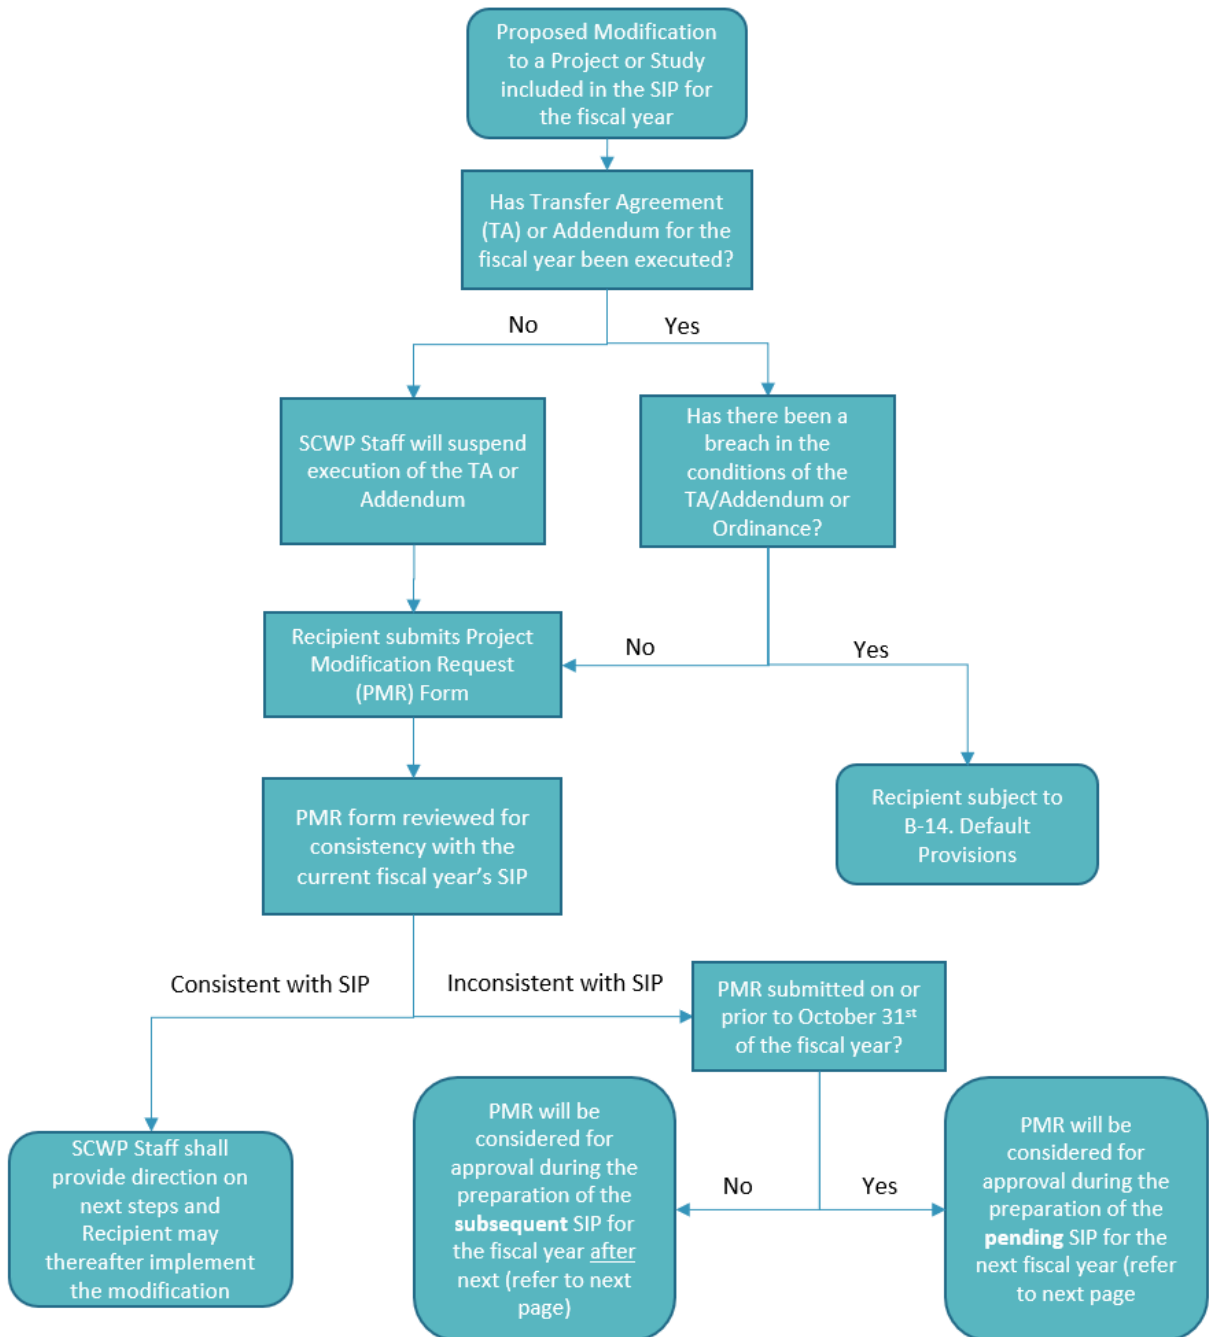 Proposed Modification
to a Project or Study
included in the SIP for
the fiscal year
Has Transfer Agreement
(TA) or Addendum for the
fiscal year been executed?
No
Yes
SCWP Staff will suspend
execution of the TA or
Addendum
Has there been a
breach in the
conditions of the
TA/Addendum or
Ordinance?
Recipient submits Project
Modification Request
(PMR) Form
No
Yes
PMR form reviewed for
consistency with the
current fiscal year’s SIP
Recipient subject to
B-14. Default
Provisions
Consistent with SIP
Inconsistent with SIP
PMR submitted on or
prior to October 31st
of the fiscal year?
SCWP Staff shall
provide direction on
next steps and
Recipient may
thereafter implement
the modification
PMR will be
considered for
approval during the
preparation of the
subsequent SIP for
the fiscal year after
next (refer to next
page)
No
Yes
PMR will be
considered for
approval during the
preparation of the
pending SIP for the
next fiscal year (refer
to next page